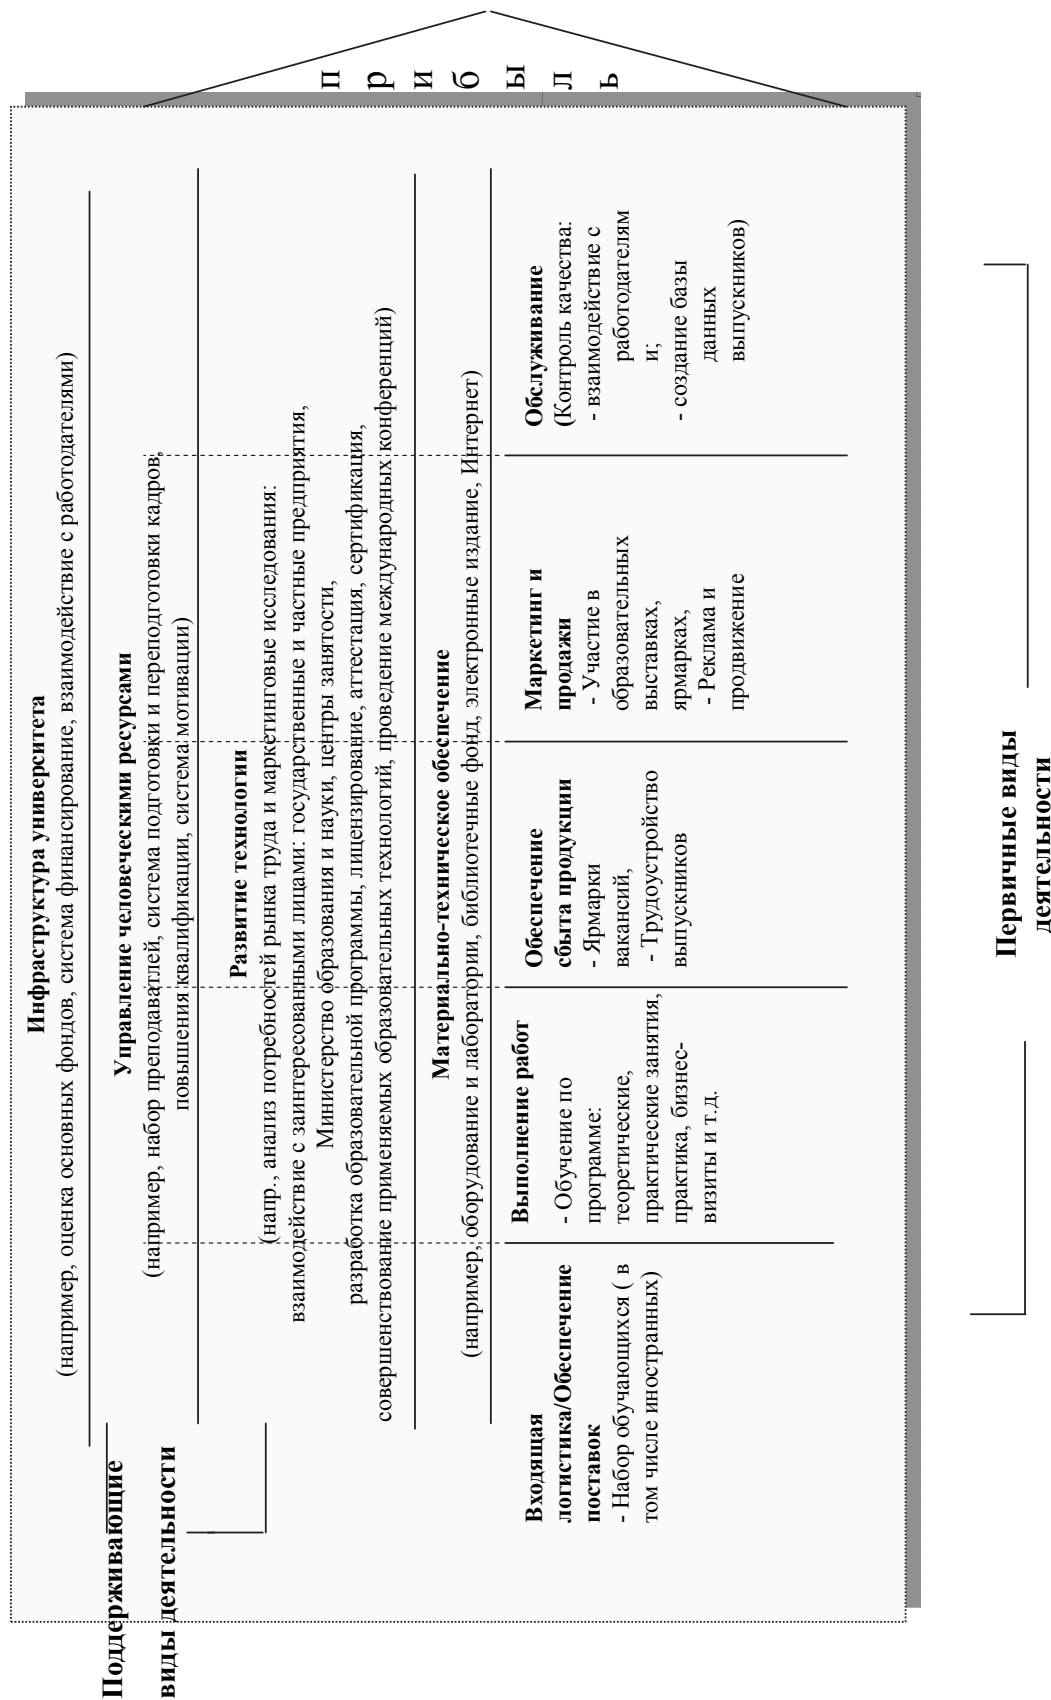 Поддерживающие
виды деятельности
Инфраструктура университета
(например, оценка основных фондов, система финансирование, взаимодействие с работодателями)
Управление человеческими ресурсами
(например, набор преподаватлей, система подготовки и переподготовки кадров,
повышения квалификации, система мотивации)
Развитие технологии
(напр., анализ потребностей рынка труда и маркетинговые исследования:
взаимодействие с заинтересованными лицами: государственные и частные предприятия,
Министерство образования и науки, центры занятости,
разработка образовательной программы, лицензирование, аттестация, сертификация,
совершенствование применяемых образовательных технологий, проведение международных конференций)
Материально-техническое обеспечение
(например, оборудование и лаборатории, библиотечные фонд, электронные издание, Интернет)
Входящая
логистика/Обеспечение
поставок
- Набор обучающихся ( в
том числе иностранных)
Выполнение работ
- Обучение по
программе:
теоретические,
практические занятия,
практика, бизнес-
визиты и т.д.
Обеспечение
сбыта продукции
- Ярмарки
вакансий,
- Трудоустройство
выпускников
Маркетинг и
продажи
- Участие в
образовательных
выставках,
ярмарках,
- Реклама и
продвижение
Обслуживание
(Контроль качества:
- взаимодействие с
работодателям
и;
- создание базы
данных
выпускников)
прибыль
Первичные виды
деятельности